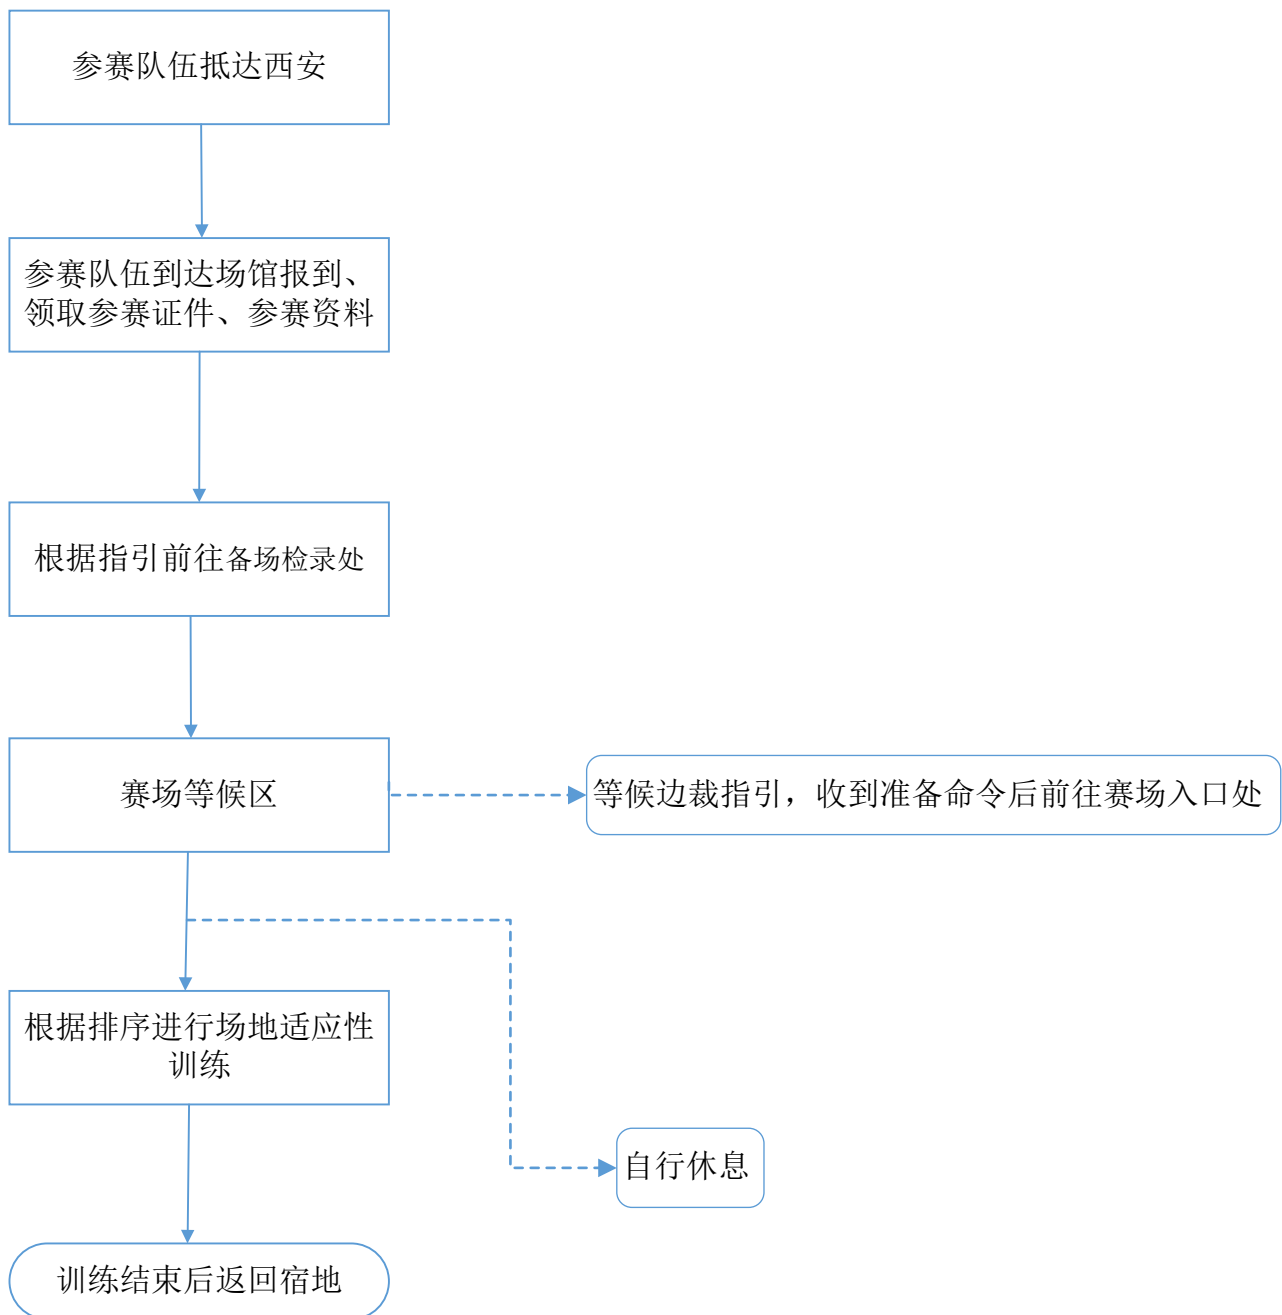 参赛队伍抵达西安
参赛队伍到达场馆报到、
领取参赛证件、参赛资料
根据指引前往备场检录处
赛场等候区
等候边裁指引，收到准备命令后前往赛场入口处
根据排序进行场地适应性
训练
自行休息
训练结束后返回宿地